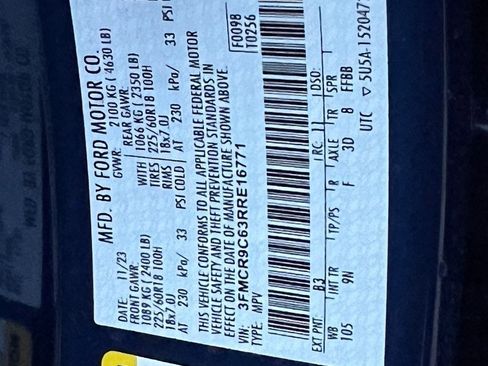 MFD. BY FORD MOTOR CO.
DATE: 11/23 GVWR: 2100 KG ( 4630 LB)
FRONT GAWR: REAR GAWR:
1089 KG ( 2400 LB) WITH 1066 KG ( 2350 LB)
225/60R18 100H TIRES 225/60R18 100H
18x7.0J RIMS 18x7.0J
AT 230 kPa/ 33 PSI COLD AT 230 kPa/ 33 PSI
THIS VEHICLE CONFORMS TO ALL APPLICABLE FEDERAL MOTOR
VEHICLE SAFETY AND THEFT PREVENTION STANDARDS IN
EFFECT ON THE DATE OF MANUFACTURE SHOWN ABOVE.
F0098
T0256
VIN: 3FMCR9C63RRE16771
TYPE: MPV
EXT PNT: B3 RC: 11 DSO:
WB INT TR TP/PS R AXLE TR SPR
105 9N F 3D 8 FFBB
UTC ▽ 5U5A-152047